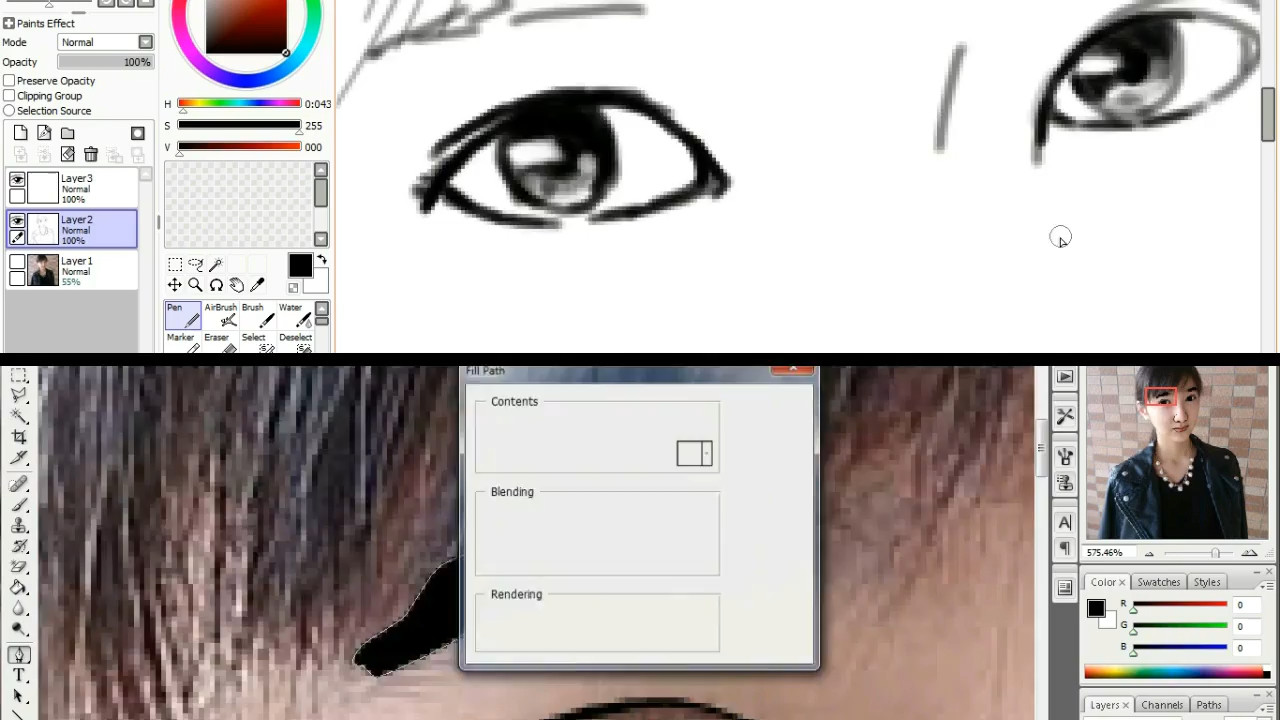 Paints Effect
Mode Normal
Opacity 100%
Preserve Opacity
Clipping Group
Selection Source
Layer3
Normal
100%
Layer2
Normal
100%
Layer1
Normal
55%
H 0:043
S 255
V 000
Pen AirBrush Brush Water
Marker Eraser Select Deselect
Fill Path
Contents
Blending
Rendering
575.46%
Color Swatches Styles
R 0
G 0
B 0
Layers Channels Paths